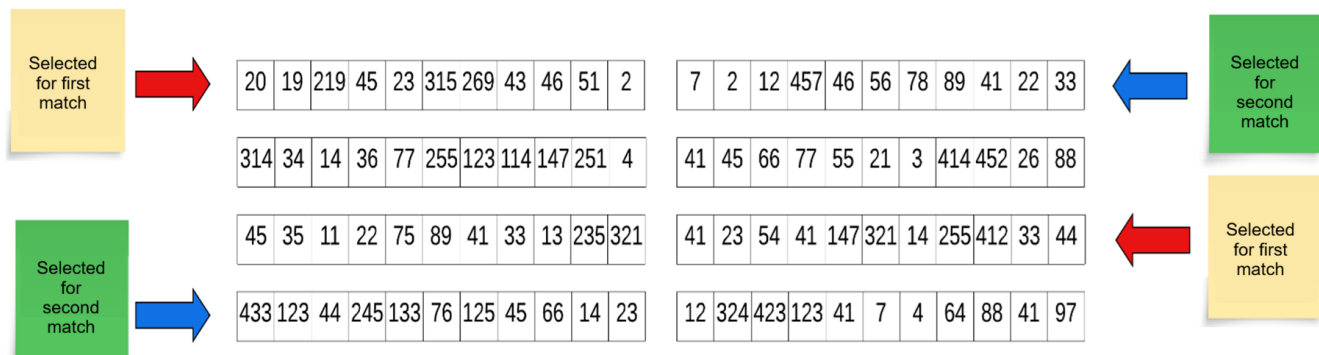 Selected
for first
match
20 19 219 45 23 315 269 43 46 51 2
7 2 12 457 46 56 78 89 41 22 33
Selected
for
second
match
314 34 14 36 77 255 123 114 147 251 4
41 45 66 77 55 21 3 414 452 26 88
45 35 11 22 75 89 41 33 13 235 321
41 23 54 41 147 321 14 255 412 33 44
Selected
for first
match
Selected
for
second
match
433 123 44 245 133 76 125 45 66 14 23
12 324 423 123 41 7 4 64 88 41 97